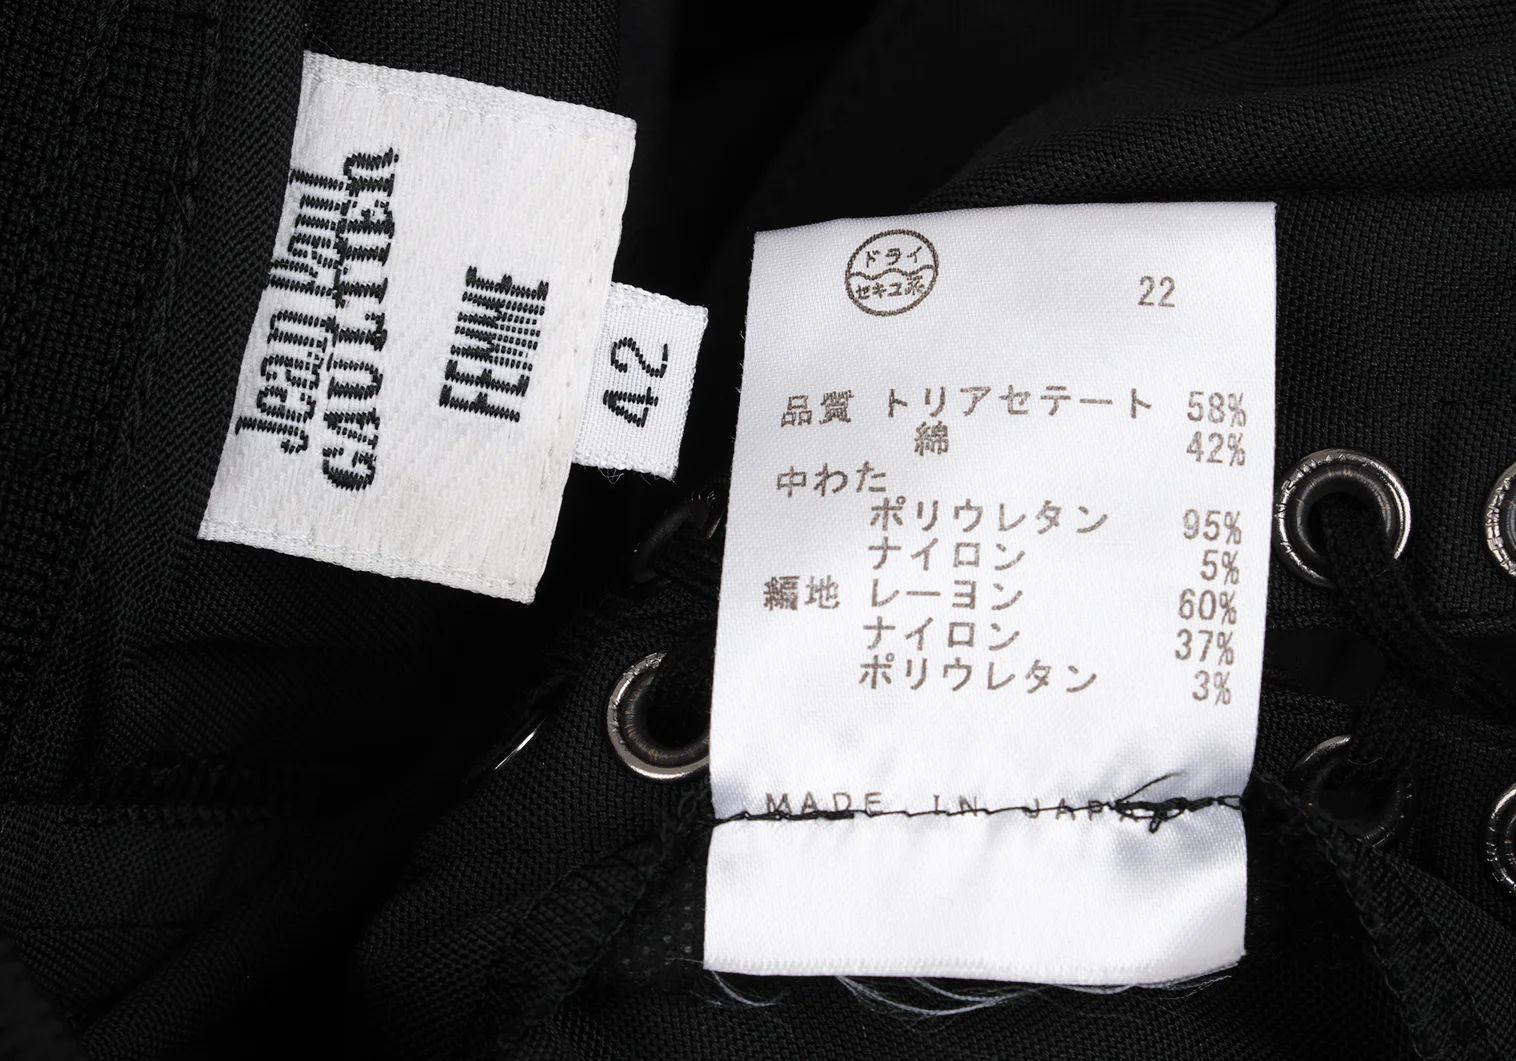 Jean Paul
GAULTIER
FEMME
42
ドライ
セキユ系
22
品質 トリアセテート 58%
綿 42%
中わた
ポリウレタン 95%
ナイロン 5%
編地 レーヨン 60%
ナイロン 37%
ポリウレタン 3%
MADE IN JAPAN